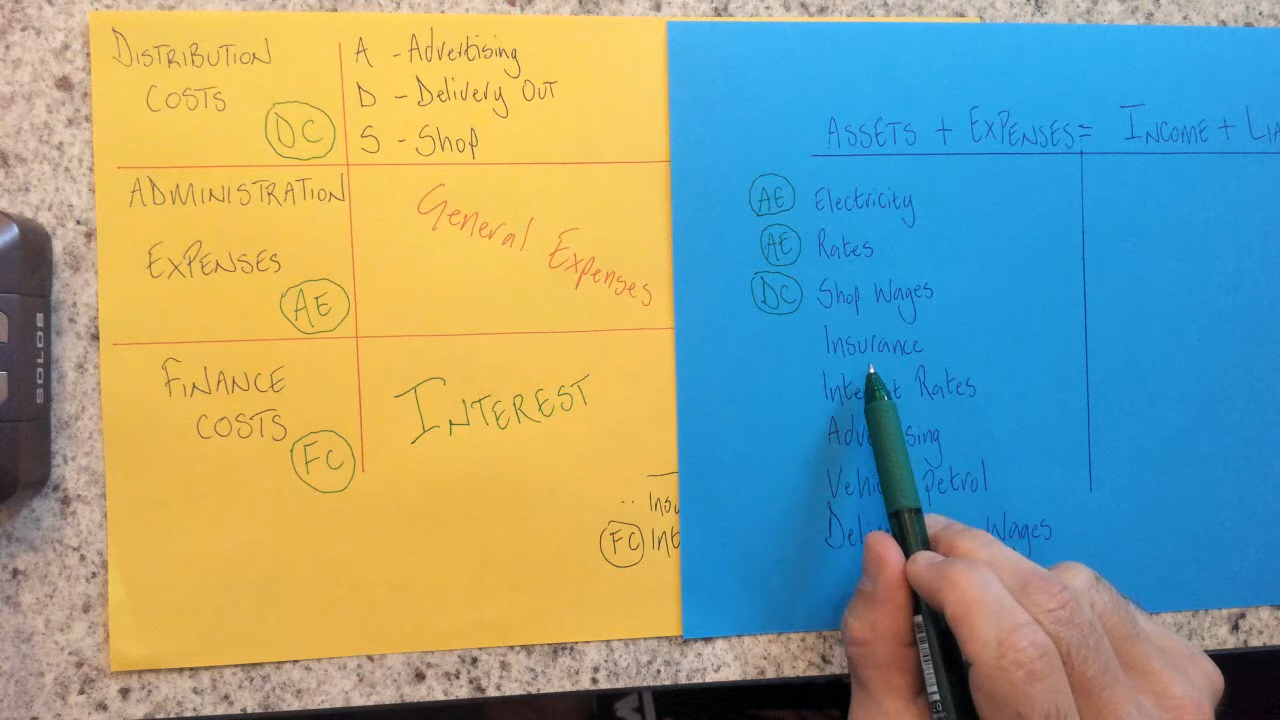 DISTRIBUTION
COSTS
DC
A - Advertising
D - Delivery OUT
S - Shop
ADMINISTRATION
EXPENSES
AE
General Expenses
FINANCE
COSTS
FC
INTEREST
FC
ASSETS + EXPENSES = INCOME +
AE Electricity
AE Rates
DC Shop Wages
Insurance
Rates
Petrol
Wages
SOLOS